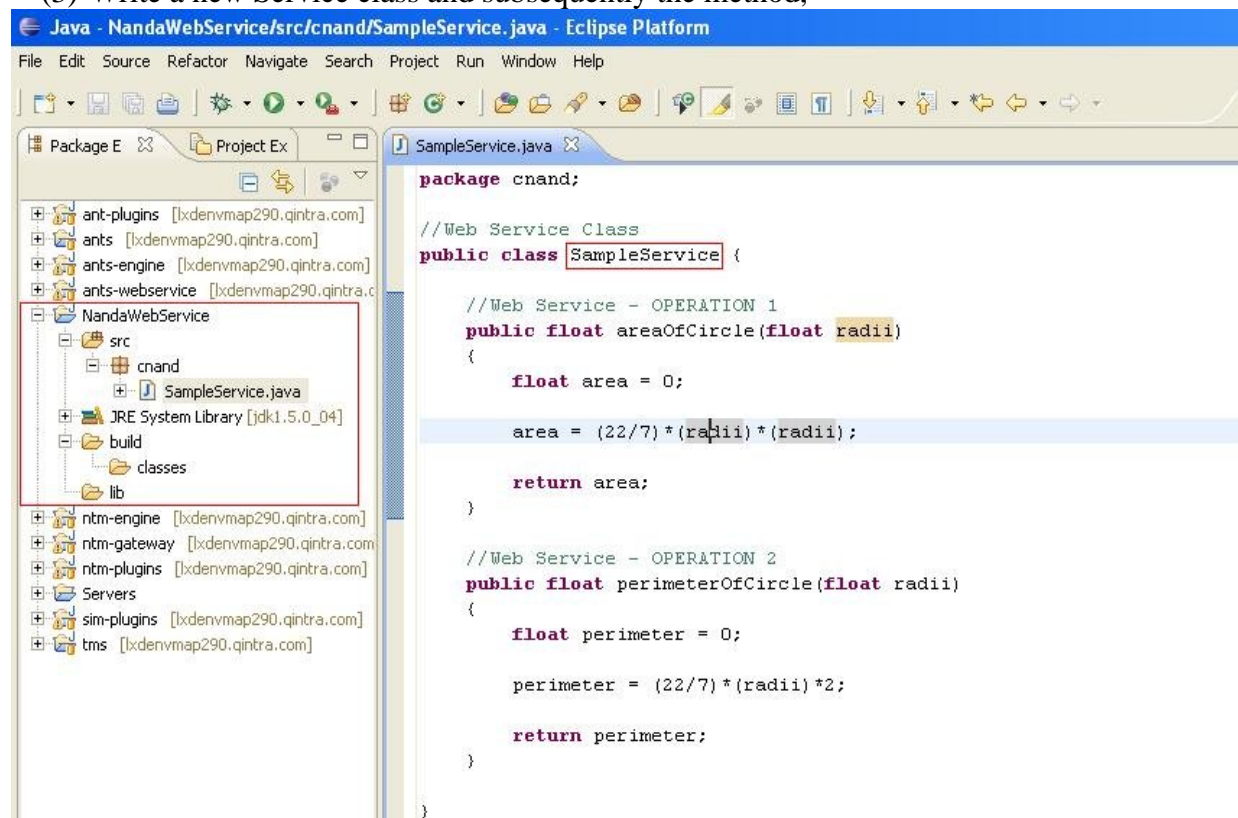 (3) Write a new Service class and subsequently the method;
Java - NandaWebService/src/cnand/SampleService.java - Eclipse Platform
File Edit Source Refactor Navigate Search Project Run Window Help
Package E Project Ex
ant-plugins [lxdenvmap290.qintra.com]
ants [lxdenvmap290.qintra.com]
ants-engine [lxdenvmap290.qintra.com]
ants-webservice [lxdenvmap290.qintra.c
NandaWebService
src
cnand
SampleService.java
JRE System Library [jdk1.5.0_04]
build
classes
lib
ntm-engine [lxdenvmap290.qintra.com]
ntm-gateway [lxdenvmap290.qintra.com
ntm-plugins [lxdenvmap290.qintra.com]
Servers
sim-plugins [lxdenvmap290.qintra.com]
tms [lxdenvmap290.qintra.com]
SampleService.java
package cnand;
//Web Service Class
public class SampleService {
//Web Service - OPERATION 1
public float areaOfCircle(float radii)
{
float area = 0;
area = (22/7)*(radii)*(radii);
return area;
}
//Web Service - OPERATION 2
public float perimeterOfCircle(float radii)
{
float perimeter = 0;
perimeter = (22/7)*(radii)*2;
return perimeter;
}
}